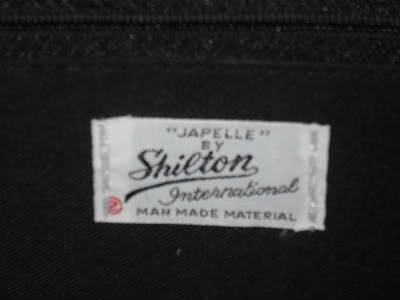 "JAPELLE"
BY
Shilton
International
MAN MADE MATERIAL